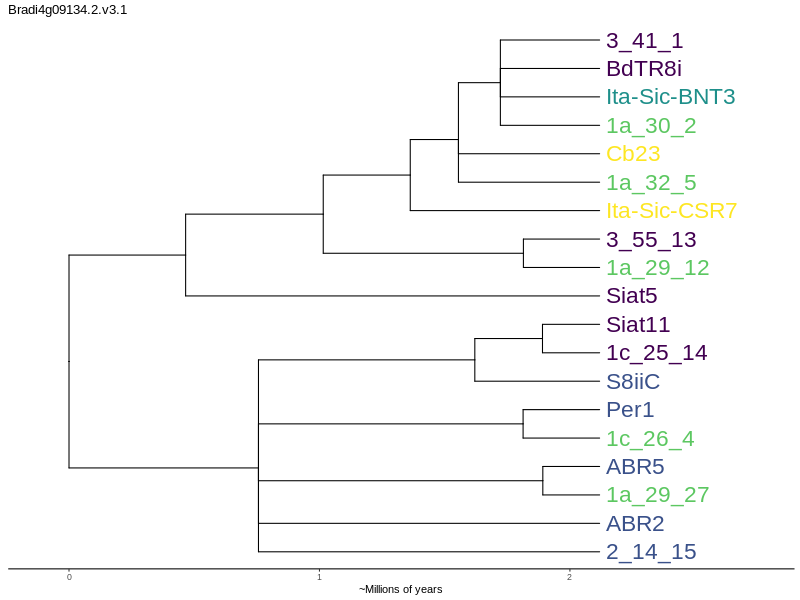 Bradi4g09134.2.v3.1
3_41_1
BdTR8i
Ita-Sic-BNT3
1a_30_2
Cb23
1a_32_5
Ita-Sic-CSR7
3_55_13
1a_29_12
Siat5
Siat11
1c_25_14
S8iiC
Per1
1c_26_4
ABR5
1a_29_27
ABR2
2_14_15
0 1 2
~Millions of years